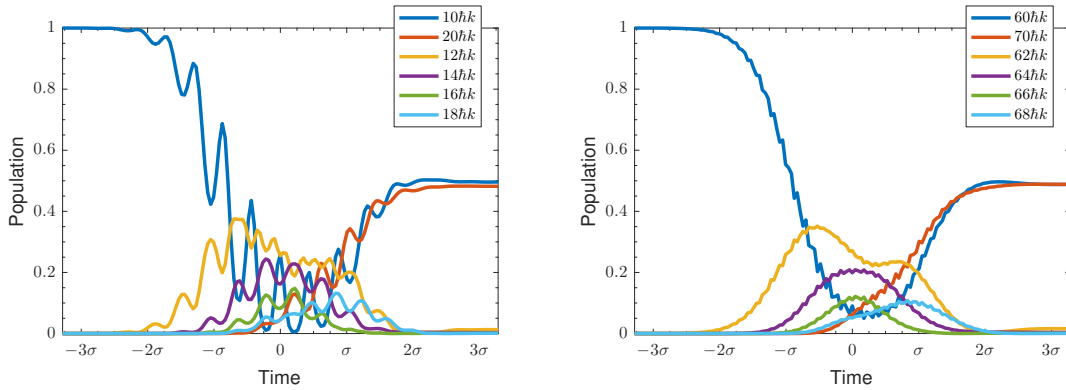 Population
1
0.8
0.6
0.4
0.2
0
−3σ
−2σ
−σ
0
σ
2σ
3σ
Time
10ħk
20ħk
12ħk
14ħk
16ħk
18ħk
Population
1
0.8
0.6
0.4
0.2
0
−3σ
−2σ
−σ
0
σ
2σ
3σ
Time
60ħk
70ħk
62ħk
64ħk
66ħk
68ħk